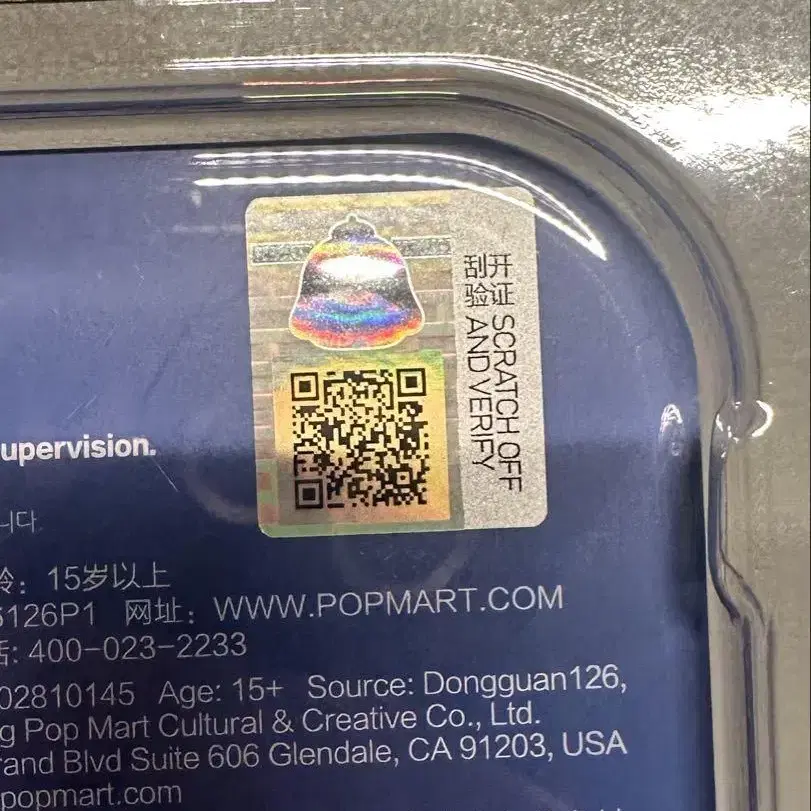 刮开
验证
SCRATCH OFF
AND VERIFY
upervision.
니다
龄：15岁以上
6126P1 网址：WWW.POPMART.COM
话: 400-023-2233
02810145 Age: 15+ Source: Dongguan126,
g Pop Mart Cultural & Creative Co., Ltd.
rand Blvd Suite 606 Glendale, CA 91203, USA
popmart.com